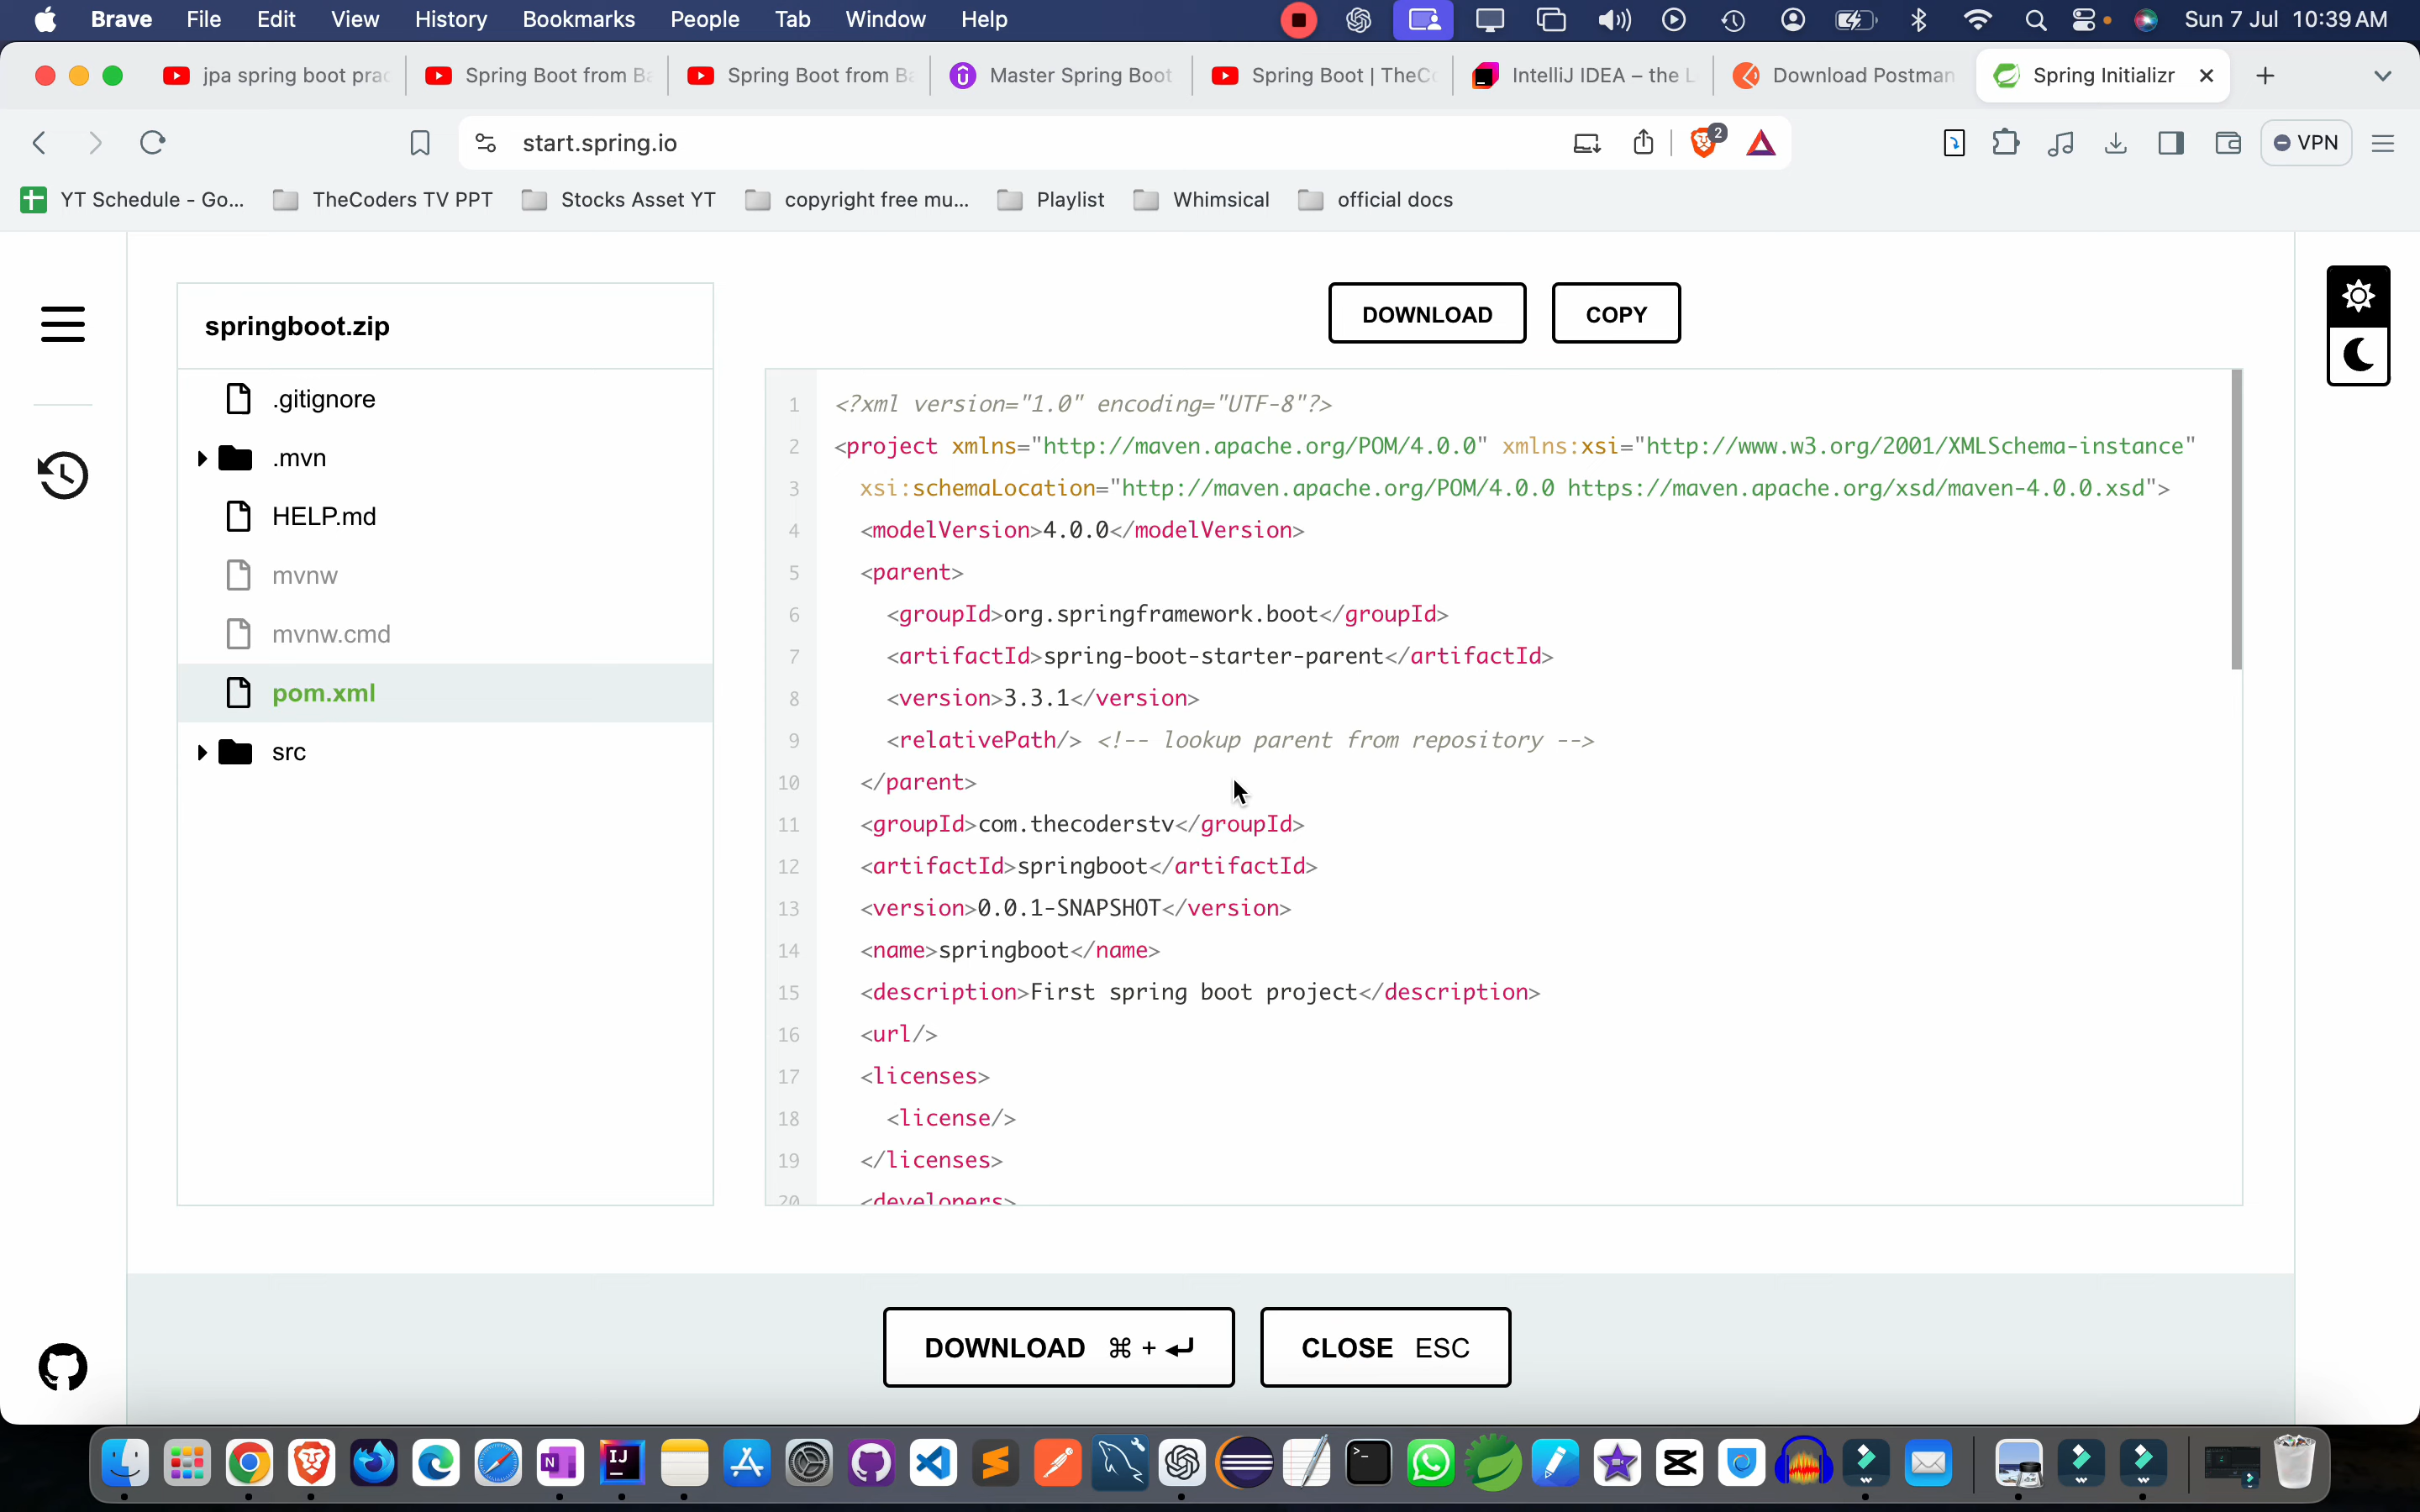 Brave File Edit View History Bookmarks People Tab Window Help Sun 7 Jul 10:39 AM
jpa spring boot prac Spring Boot from Ba Spring Boot from Ba Master Spring Boot Spring Boot | TheCo IntelliJ IDEA – the L Download Postman Spring Initializr
start.spring.io 2 VPN
YT Schedule - Go... TheCoders TV PPT Stocks Asset YT copyright free mu... Playlist Whimsical official docs
springboot.zip
.gitignore
.mvn
HELP.md
mvnw
mvnw.cmd
pom.xml
src
DOWNLOAD COPY
1 <?xml version="1.0" encoding="UTF-8"?>
2 <project xmlns="http://maven.apache.org/POM/4.0.0" xmlns:xsi="http://www.w3.org/2001/XMLSchema-instance"
3 xsi:schemaLocation="http://maven.apache.org/POM/4.0.0 https://maven.apache.org/xsd/maven-4.0.0.xsd">
4 <modelVersion>4.0.0</modelVersion>
5 <parent>
6 <groupId>org.springframework.boot</groupId>
7 <artifactId>spring-boot-starter-parent</artifactId>
8 <version>3.3.1</version>
9 <relativePath/> <!-- lookup parent from repository -->
10 </parent>
11 <groupId>com.thecoderstv</groupId>
12 <artifactId>springboot</artifactId>
13 <version>0.0.1-SNAPSHOT</version>
14 <name>springboot</name>
15 <description>First spring boot project</description>
16 <url/>
17 <licenses>
18 <license/>
19 </licenses>
20 <developers>
DOWNLOAD ⌘ + ↵ CLOSE ESC